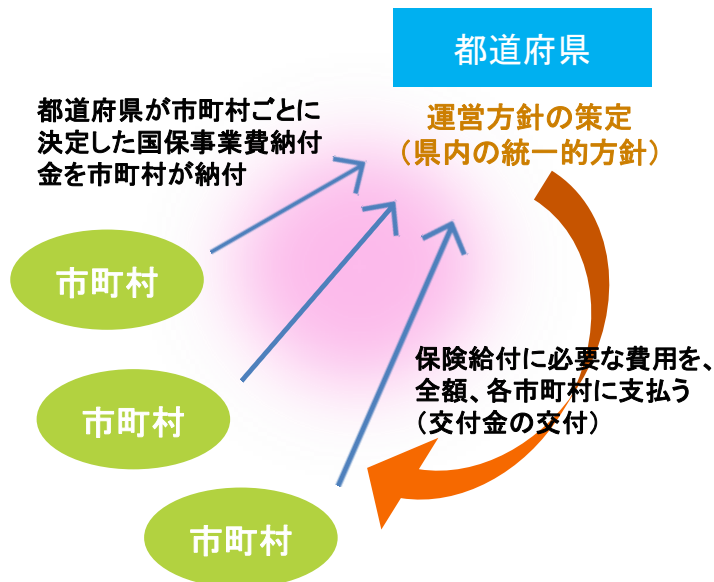 都道府県
運営方針の策定
（県内の統一的方針）
都道府県が市町村ごとに
決定した国保事業費納付
金を市町村が納付
市町村
保険給付に必要な費用を、
全額、各市町村に支払う
（交付金の交付）
市町村
市町村